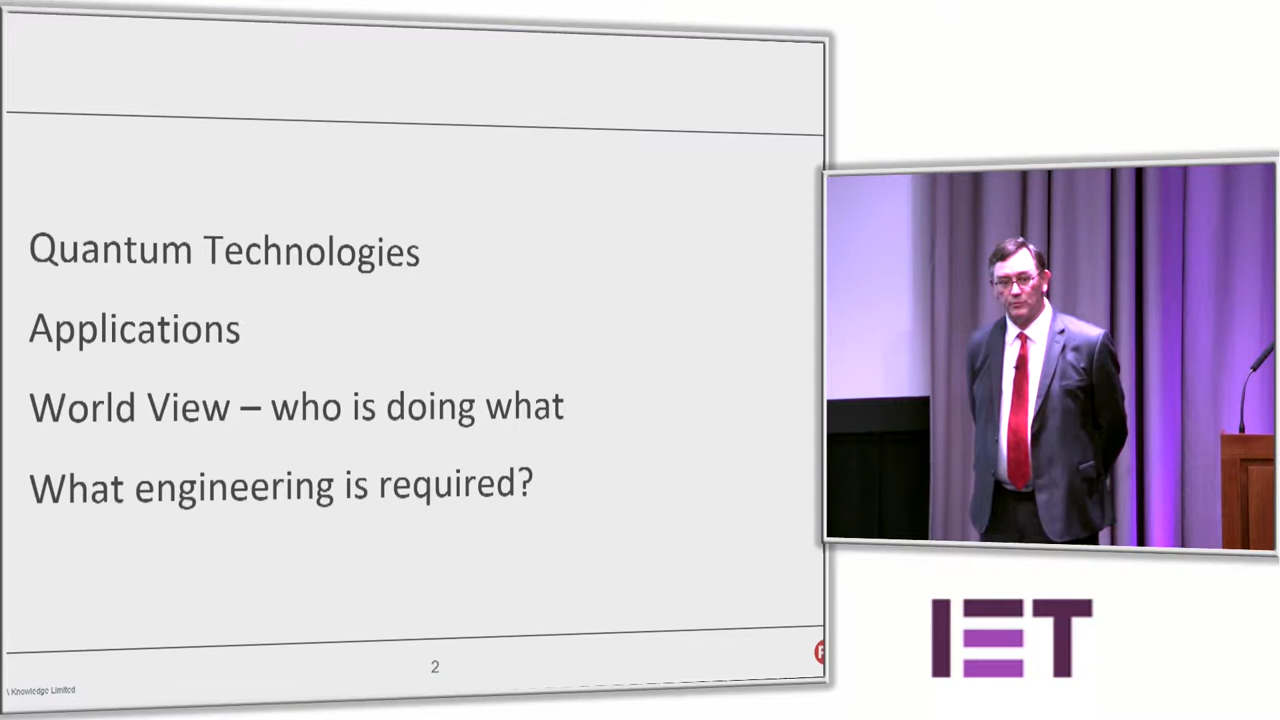 Quantum Technologies
Applications
World View – who is doing what
What engineering is required?
2
\ Knowledge Limited
IET